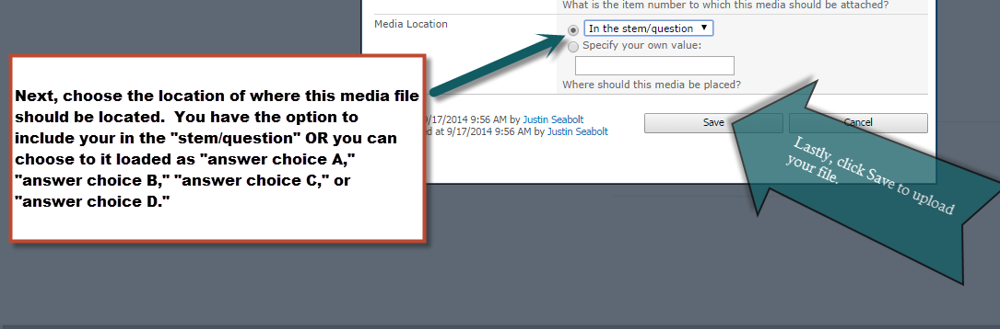 What is the item number to which this media should be attached?
Media Location
In the stem/question
Specify your own value:
Where should this media be placed?
Next, choose the location of where this media file
should be located. You have the option to
include your in the "stem/question" OR you can
choose to it loaded as "answer choice A,"
"answer choice B," "answer choice C," or
"answer choice D."
9/17/2014 9:56 AM by Justin Seabolt
at 9/17/2014 9:56 AM by Justin Seabolt
Save
Cancel
Lastly, click Save to upload
your file.